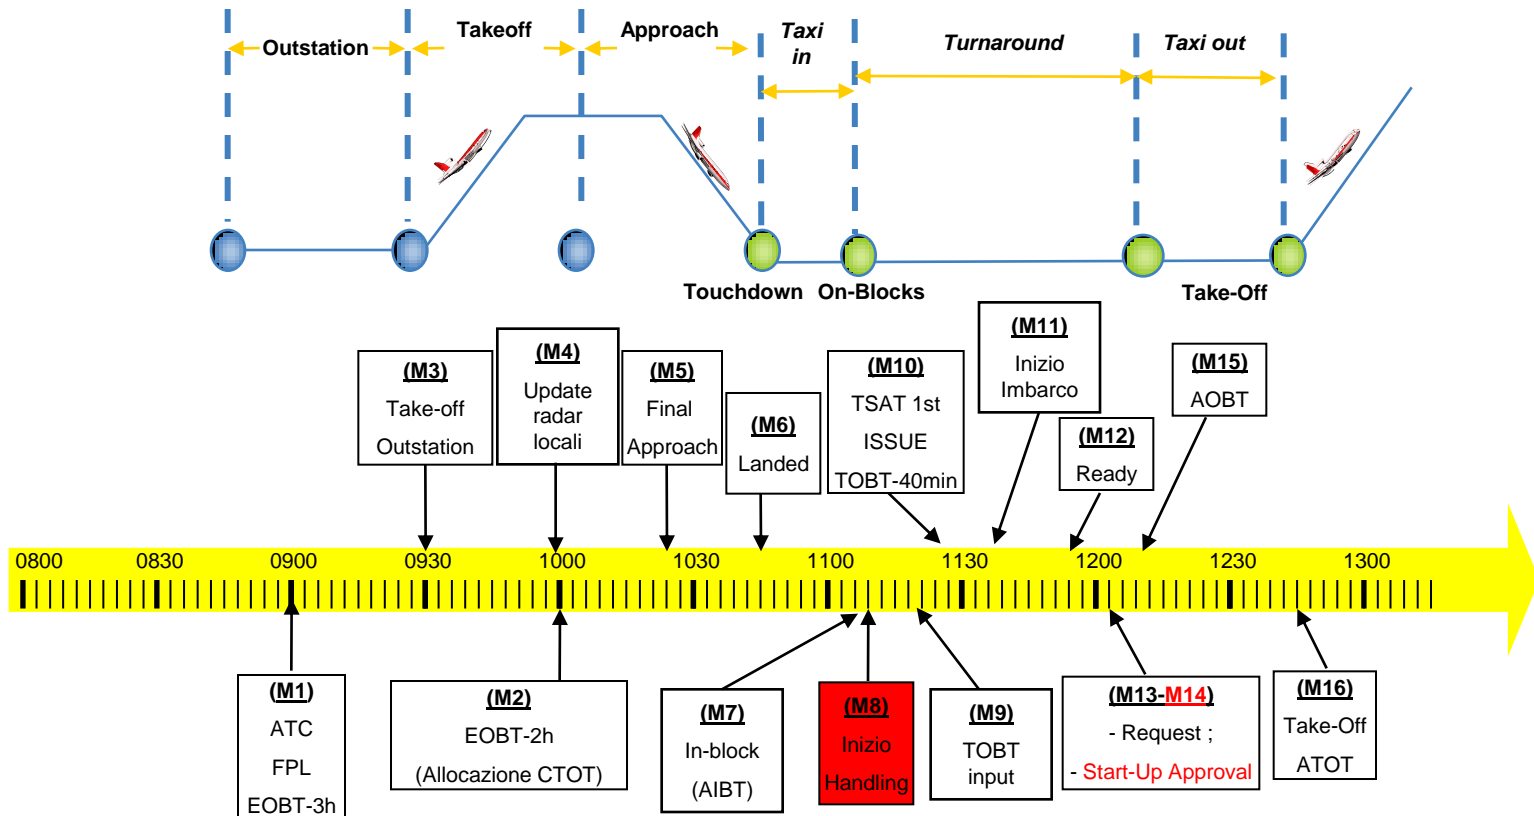 Outstation
Takeoff
Approach
Taxi
in
Turnaround
Taxi out
Touchdown
On-Blocks
Take-Off
(M3)
Take-off
Outstation
(M4)
Update
radar
locali
(M5)
Final
Approach
(M6)
Landed
(M10)
TSAT 1st
ISSUE
TOBT-40min
(M11)
Inizio
Imbarco
(M12)
Ready
(M15)
AOBT
0800 0830 0900 0930 1000 1030 1100 1130 1200 1230 1300
(M1)
ATC
FPL
EOBT-3h
(M2)
EOBT-2h
(Allocazione CTOT)
(M7)
In-block
(AIBT)
(M8)
Inizio
Handling
(M9)
TOBT
input
(M13-M14)
- Request ;
- Start-Up Approval
(M16)
Take-Off
ATOT